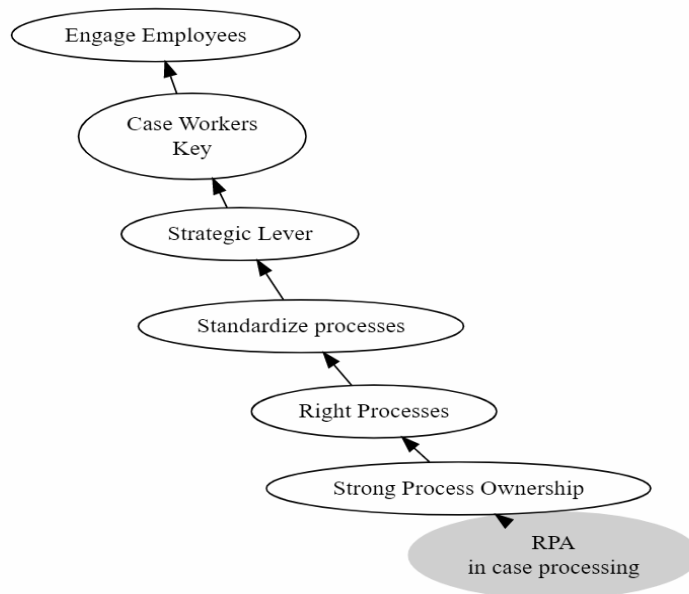 Engage Employees
Case Workers
Key
Strategic Lever
Standardize processes
Right Processes
Strong Process Ownership
RPA
in case processing